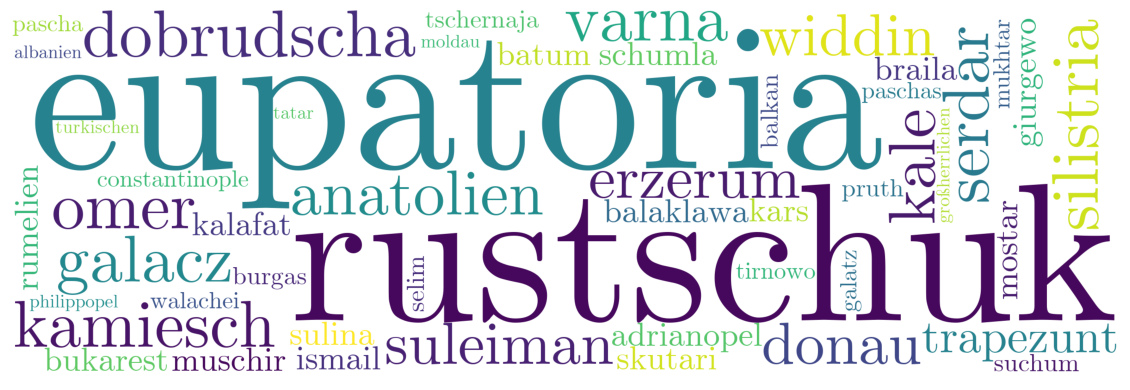 pascha
albanien
dobrudscha
tschernaja
moldau
varna
batum
schumla
widdin
braila
paschas
serdar
mukhtar
giurgewo
silistria
eupatoria
turkischen
tatar
balkan
kale
großherrlichen
constantinople
rumelien
omer
kalafat
anatolien
erzerum
balaklawa
kars
pruth
rustschuk
galacz
burgas
selim
tirnowo
galatz
mostar
philippopel
walachei
kamiesch
bukarest
muschir
sulina
ismail
suleiman
adrianopel
skutari
donau
trapezunt
suchum